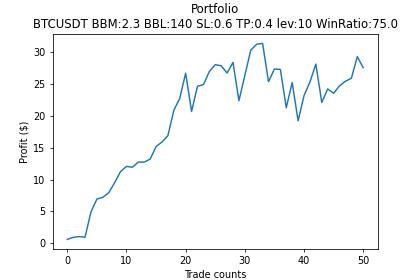 Portfolio
BTCUSDT BBM:2.3 BBL:140 SL:0.6 TP:0.4 lev:10 WinRatio:75.0
Profit ($)
30
25
20
15
10
5
0
0 10 20 30 40 50
Trade counts